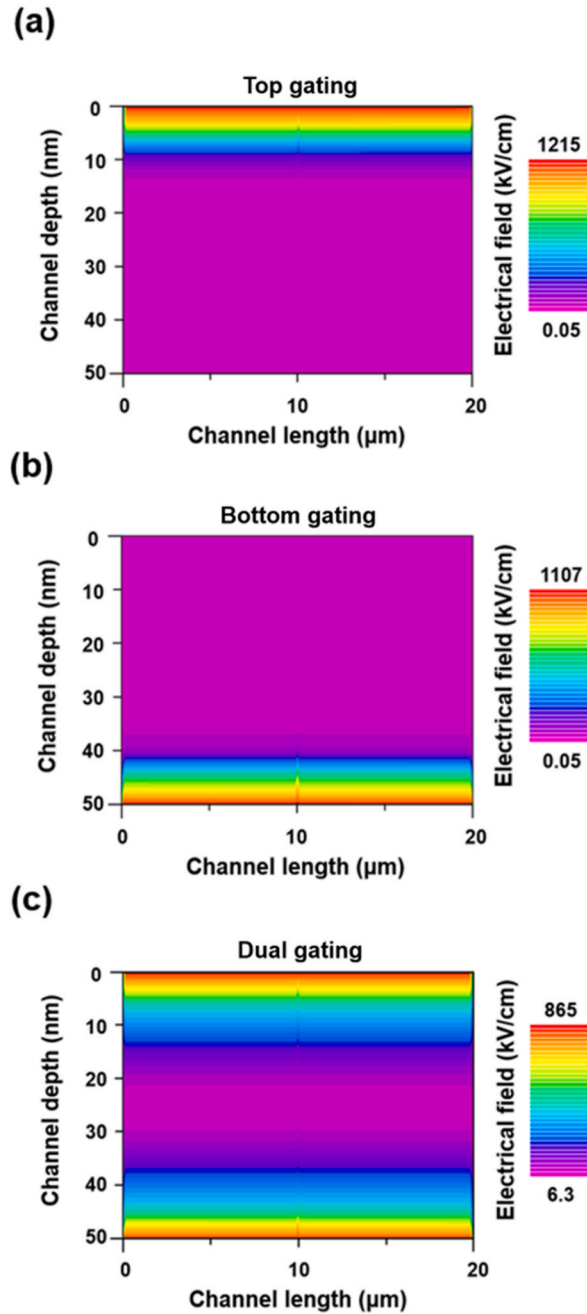 (a)
Top gating
0
10
20
30
40
50
Channel depth (nm)
0
10
20
Channel length (μm)
Electrical field (kV/cm)
1215
0.05
(b)
Bottom gating
0
10
20
30
40
50
Channel depth (nm)
0
10
20
Channel length (μm)
Electrical field (kV/cm)
1107
0.05
(c)
Dual gating
0
10
20
30
40
50
Channel depth (nm)
0
10
20
Channel length (μm)
Electrical field (kV/cm)
865
6.3